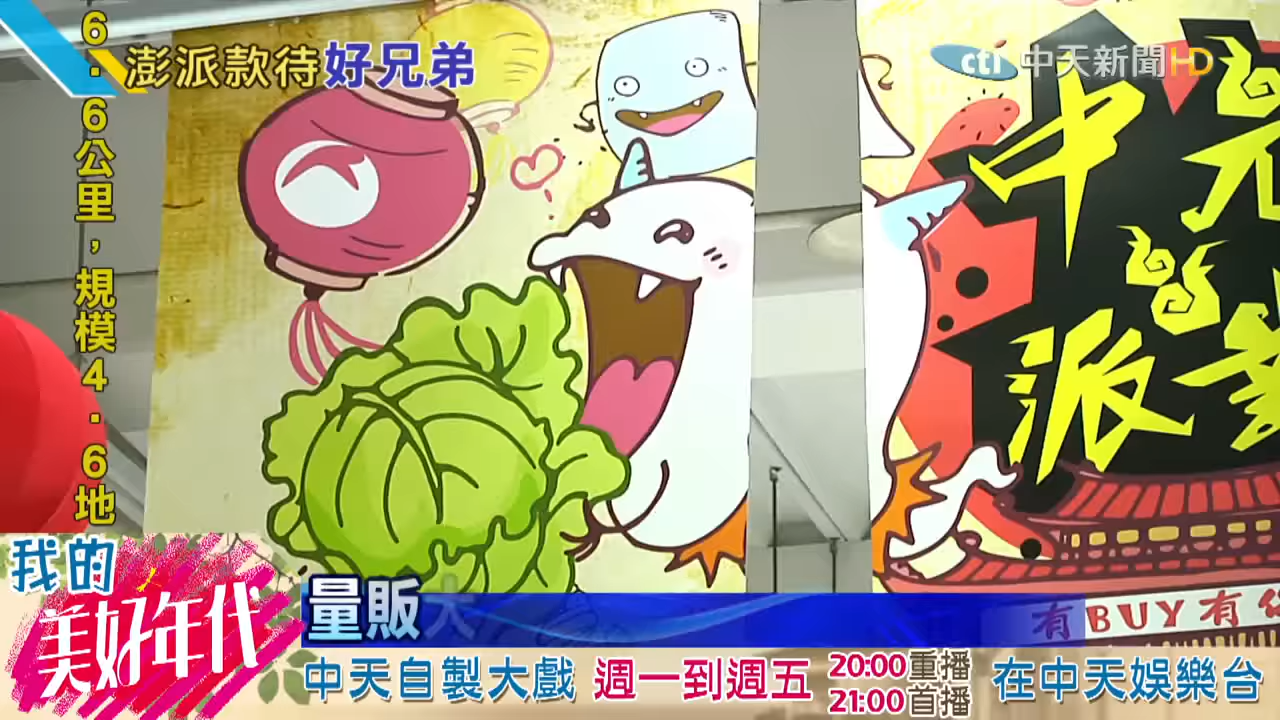 澎派款待好兄弟
cti 中天新聞HD
6.6公里，規模4.6地
中元
派
有BUY有
我的
美好年代
量販大
中天自製大戲 週一到週五 20:00重播 21:00首播 在中天娛樂台